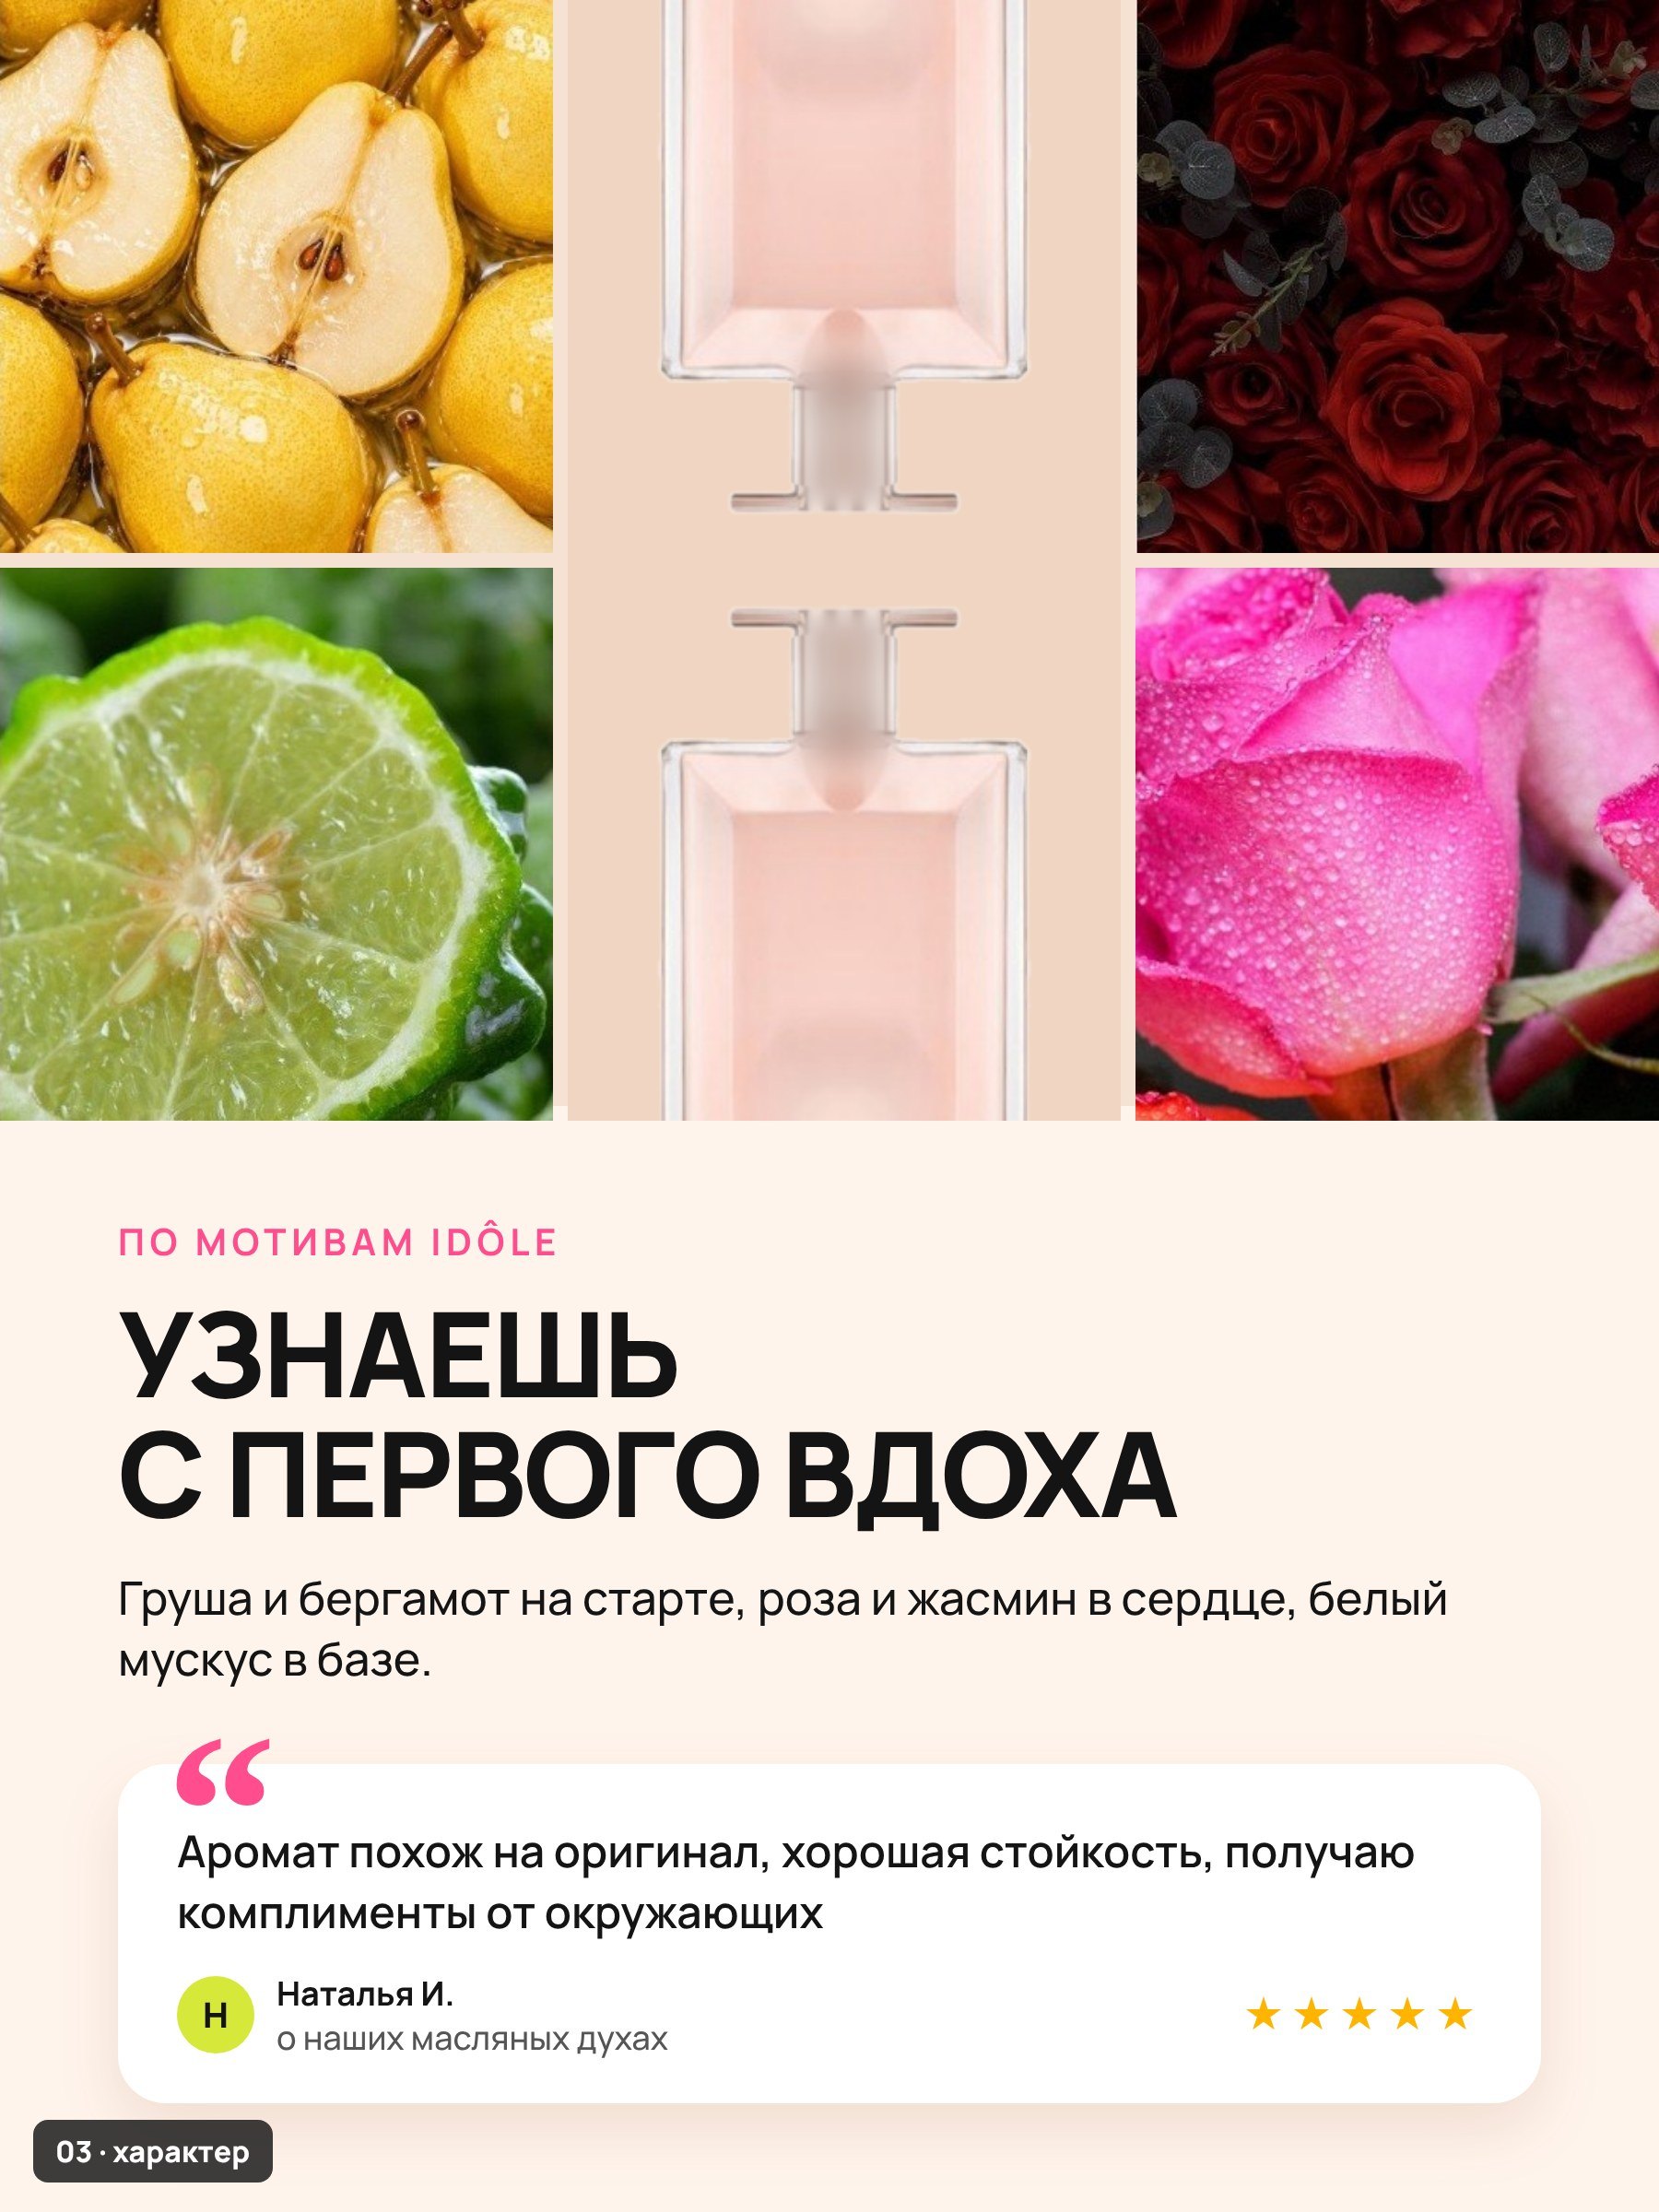 ПО МОТИВАМ IDÔLE
УЗНАЕШЬ
С ПЕРВОГО ВДОХА
Груша и бергамот на старте, роза и жасмин в сердце, белый
мускус в базе.
“
Аромат похож на оригинал, хорошая стойкость, получаю
комплименты от окружающих
Н
Наталья И.
о наших масляных духах
★★★★★
03 · характер